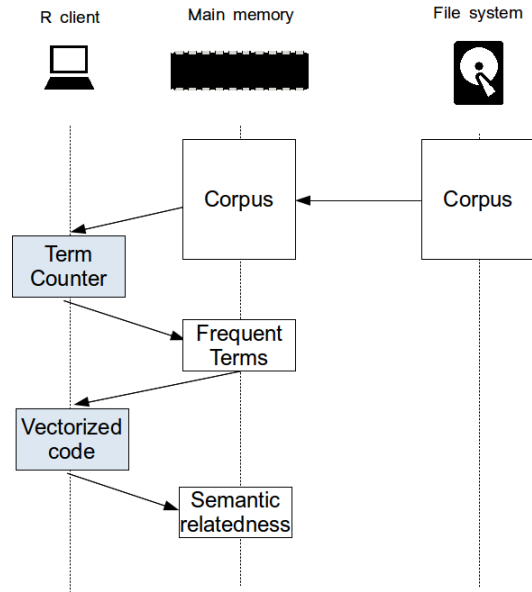 R client
Main memory
File system
Corpus
Corpus
Term
Counter
Frequent
Terms
Vectorized
code
Semantic
relatedness